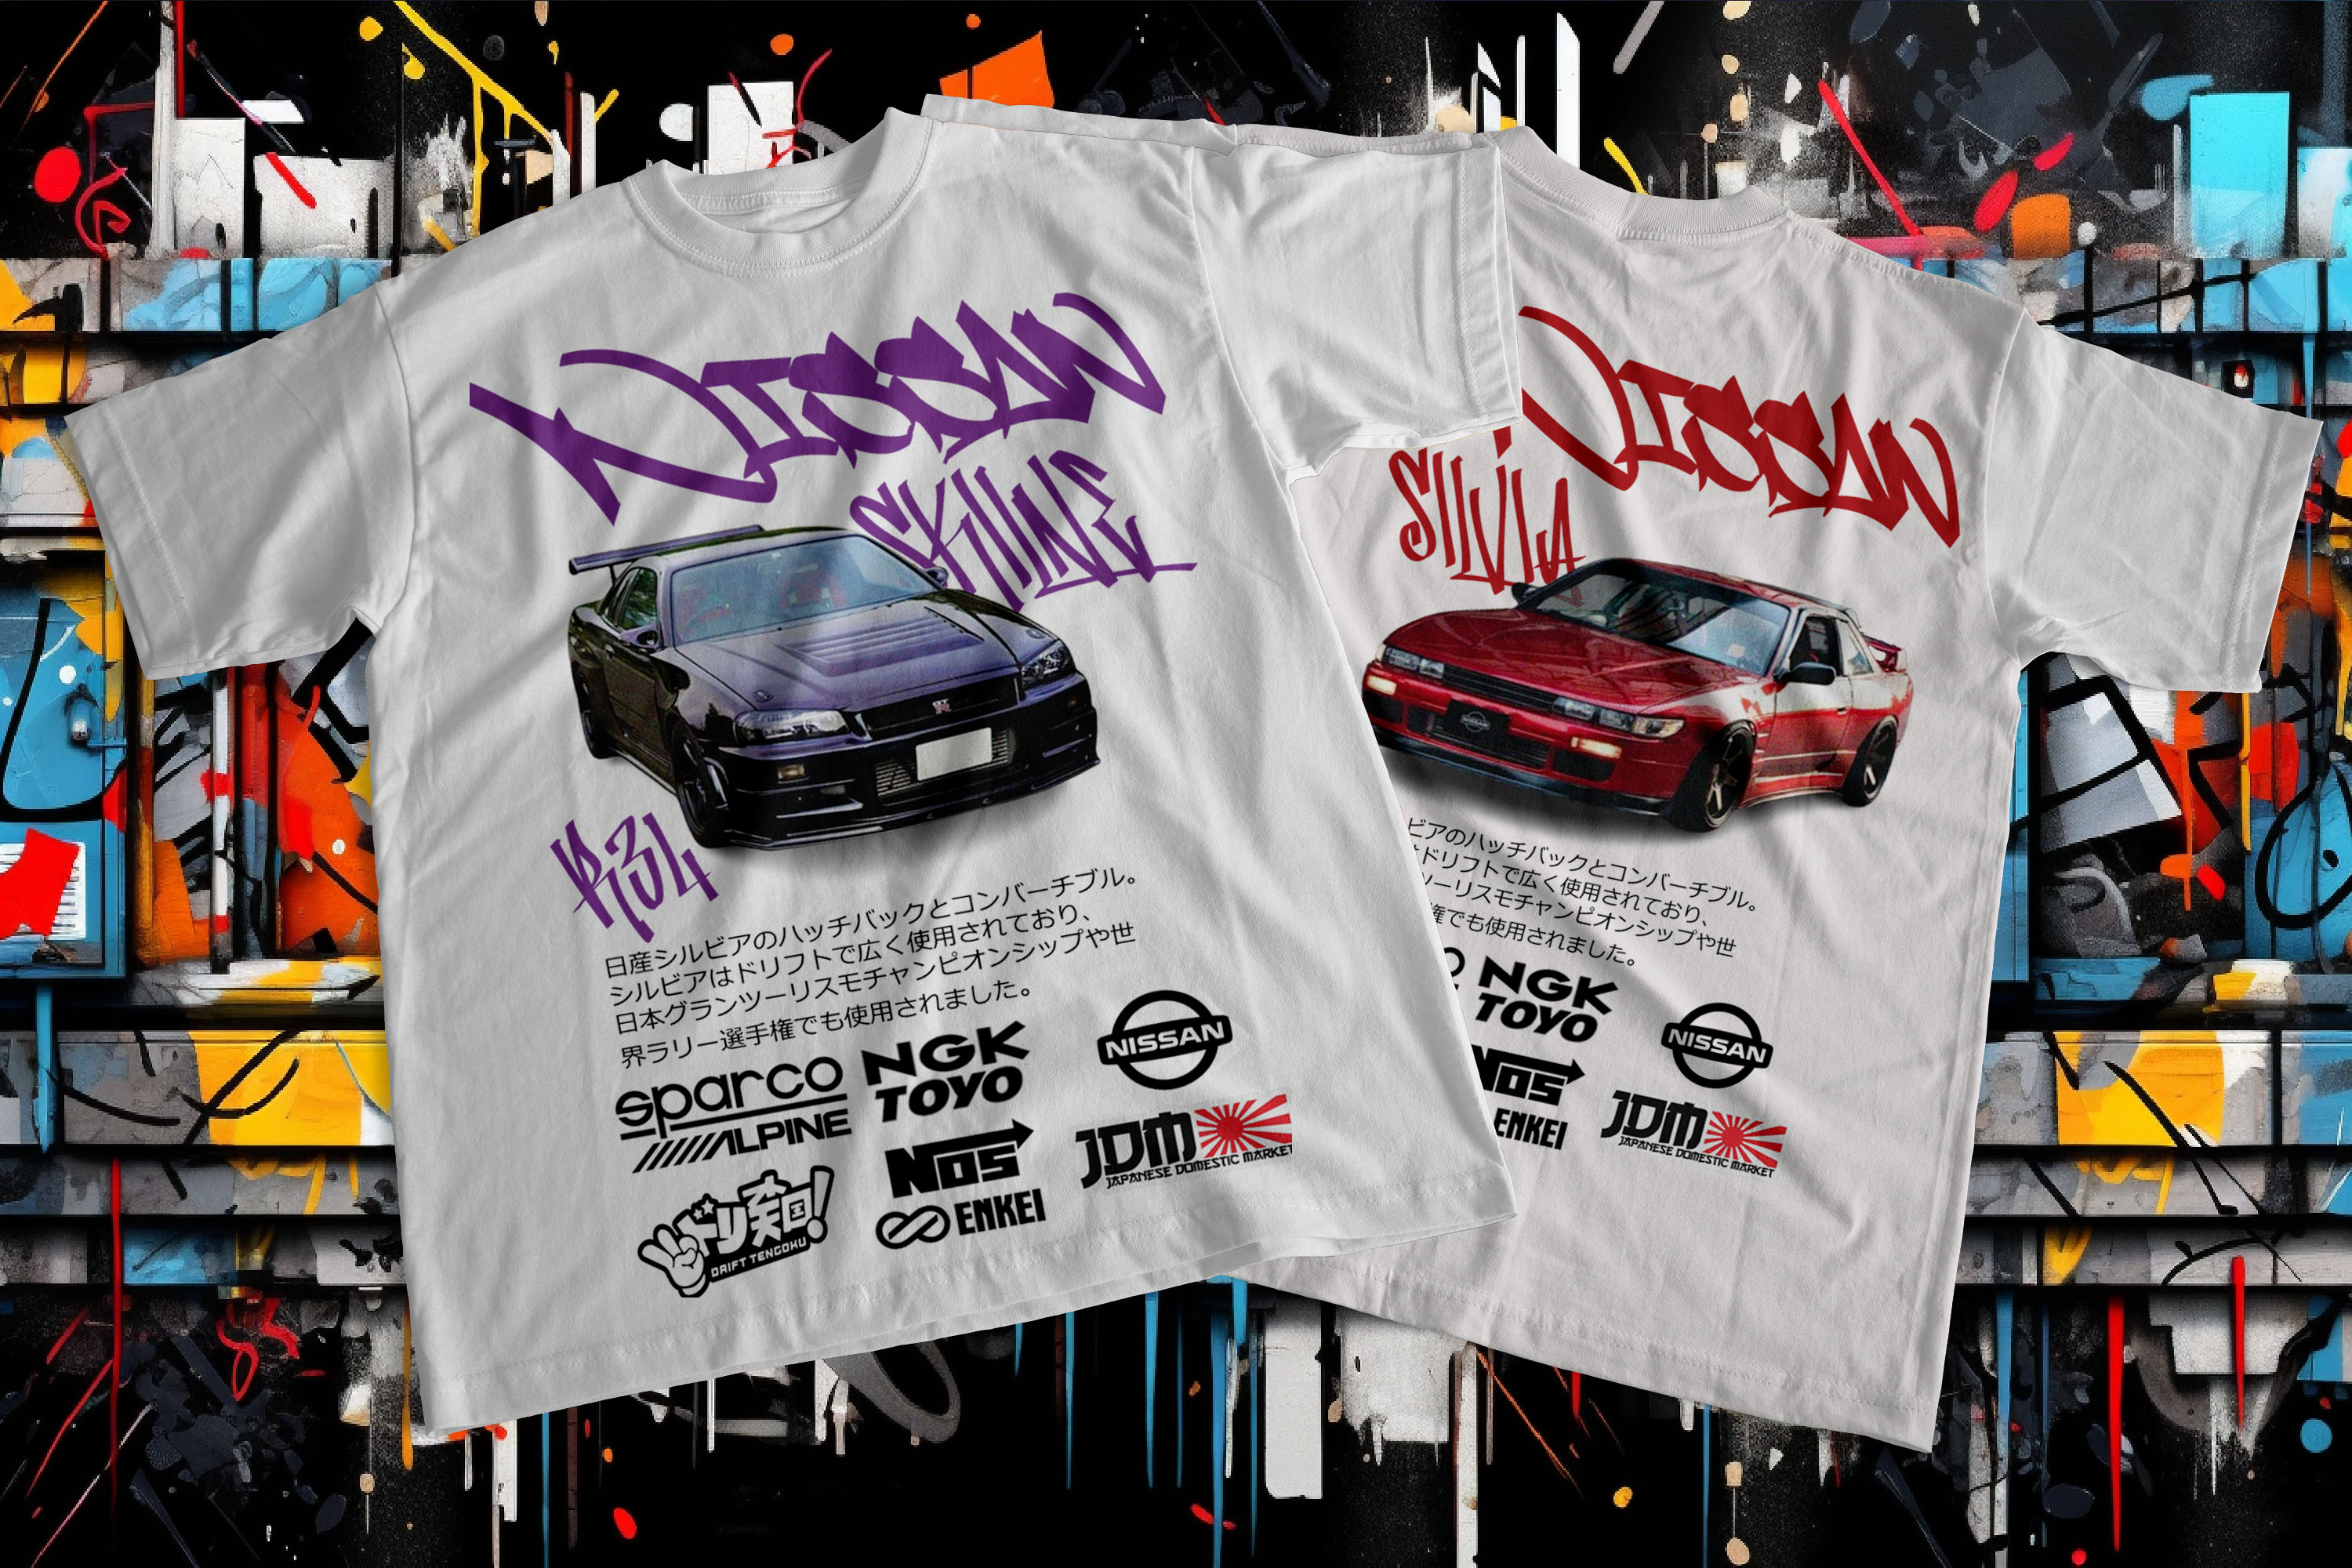 NISSAN
SKILINE
R34
日産シルビアのハッチバックとコンバーチブル。
シルビアはドリフトで広く使用されており、
日本グランツーリスモチャンピオンシップや世
界ラリー選手権でも使用されました。
sparco
ALPINE
ドリ天国!
DRIFT TENGOKU
NGK
TOYO
NOS
ENKEI
NISSAN
JDM
JAPANESE DOMESTIC MARKET
NISSAN
SILVIA
NISSAN
ビアのハッチバックとコンバーチブル。
ドリフトで広く使用されており、
ツーリスモチャンピオンシップや世
権でも使用されました。
NGK
TOYO
NOS
ENKEI
NISSAN
JDM
JAPANESE DOMESTIC MARKET